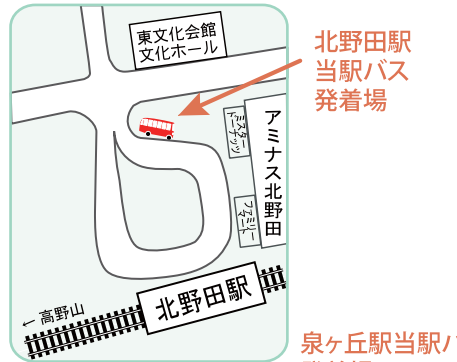 東文化会館
文化ホール
北野田駅
当駅バス
発着場
ミスター
ドーナッツ
アミナス北野田
ファミリー
マート
北野田駅
← 高野山
泉ヶ丘駅当駅バ